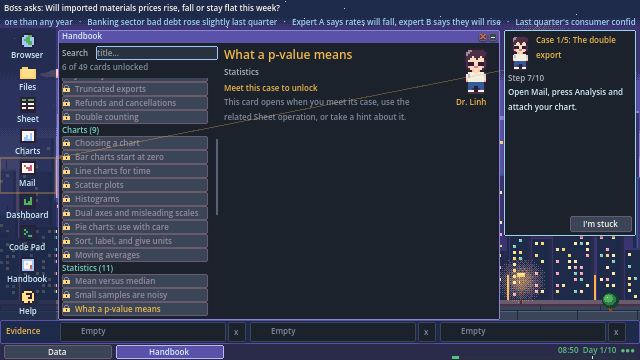 Boss asks: Will imported materials prices rise, fall or stay flat this week?
ore than any year · Banking sector bad debt rose slightly last quarter · Expert A says rates will fall, expert B says they will rise · Last quarter's consumer confid
Browser
Files
Sheet
Charts
Mail
Dashboard
Code Pad
Handbook
Help
Handbook
Search
title...
6 of 49 cards unlocked
Truncated exports
Refunds and cancellations
Double counting
Charts (9)
Choosing a chart
Bar charts start at zero
Line charts for time
Scatter plots
Histograms
Dual axes and misleading scales
Pie charts: use with care
Sort, label, and give units
Moving averages
Statistics (11)
Mean versus median
Small samples are noisy
What a p-value means
What a p-value means
Statistics
Meet this case to unlock
This card opens when you meet its case, use the
related Sheet operation, or take a hint about it.
Dr. Linh
Case 1/5: The double
export
Step 7/10
Open Mail, press Analysis and
attach your chart.
I'm stuck
Evidence
Empty
x
Empty
x
Empty
x
Data
Handbook
08:50 Day 1/10